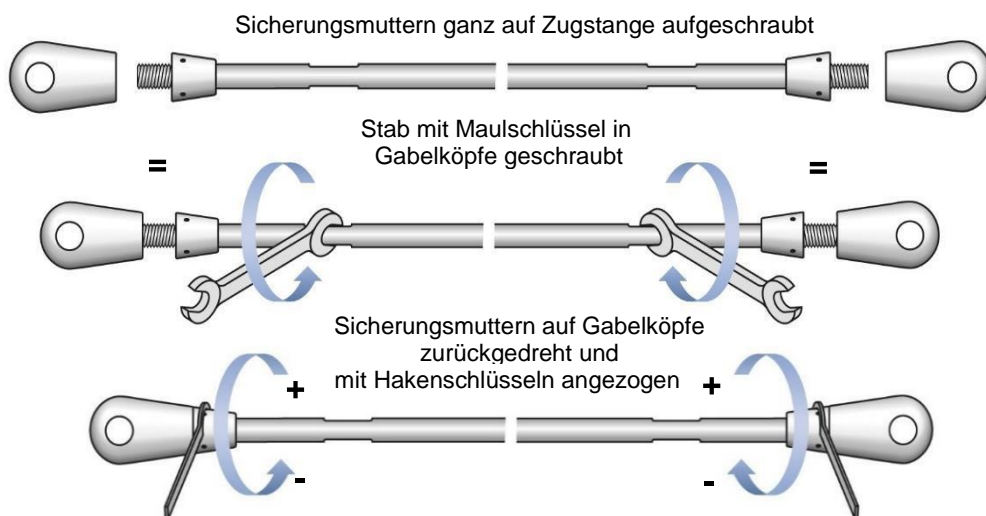 Sicherungsmuttern ganz auf Zugstange aufgeschraubt
Stab mit Maulschlüssel in
Gabelköpfe geschraubt
= =
Sicherungsmuttern auf Gabelköpfe
zurückgedreht und
mit Hakenschlüsseln angezogen
+ +
- -